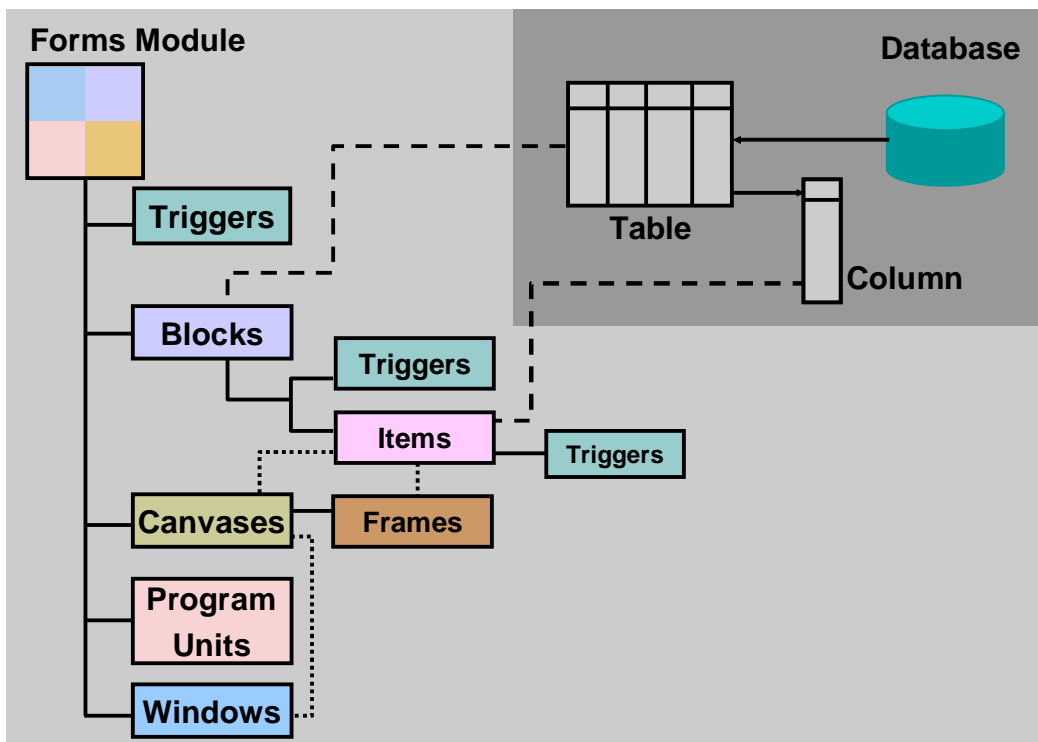 Forms Module
Database
Triggers
Table
Column
Blocks
Triggers
Items
Triggers
Canvases
Frames
Program
Units
Windows